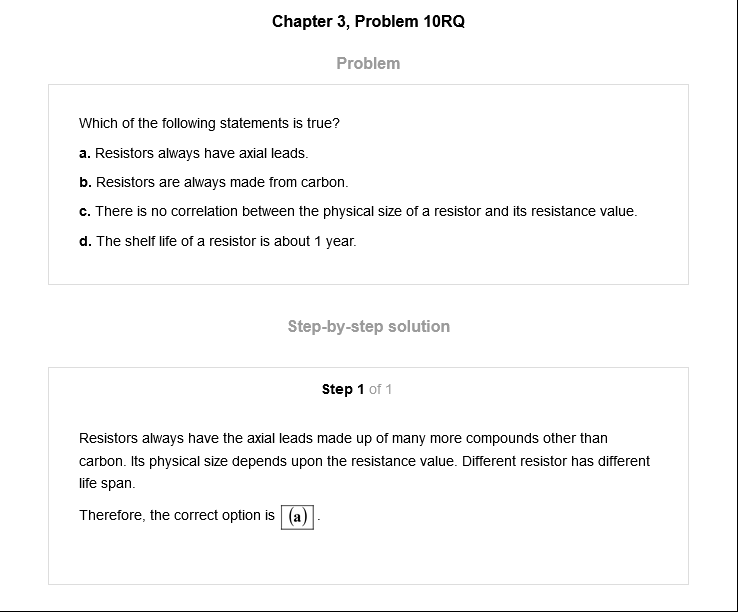 Chapter 3, Problem 10RQ
Problem
Which of the following statements is true?
a. Resistors always have axial leads.
b. Resistors are always made from carbon.
c. There is no correlation between the physical size of a resistor and its resistance value.
d. The shelf life of a resistor is about 1 year.
Step-by-step solution
Step 1 of 1
Resistors always have the axial leads made up of many more compounds other than
carbon. Its physical size depends upon the resistance value. Different resistor has different
life span.
Therefore, the correct option is (a).